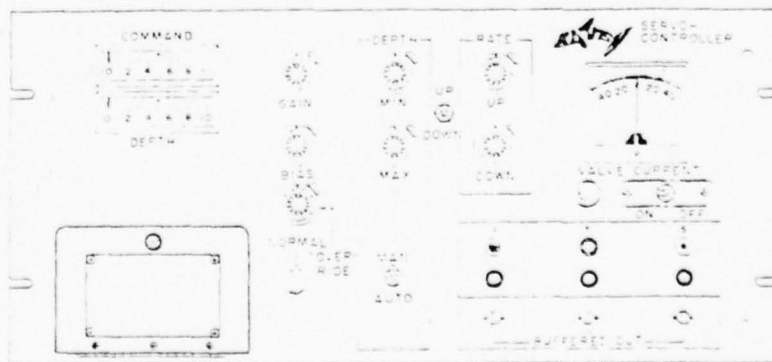 COMMAND
0 2 4 6 8
0 2 4 6 8 10
DEPTH
GAIN
BIAS
NORMAL
OVER
RIDE
DEPTH
MIN
MAX
UP
DOWN
MAN
AUTO
RATE
UP
DOWN
SERVO-
CONTROLLER
40 20 20 40
VALVE CURRENT
ON OFF
BUFFERED OUT